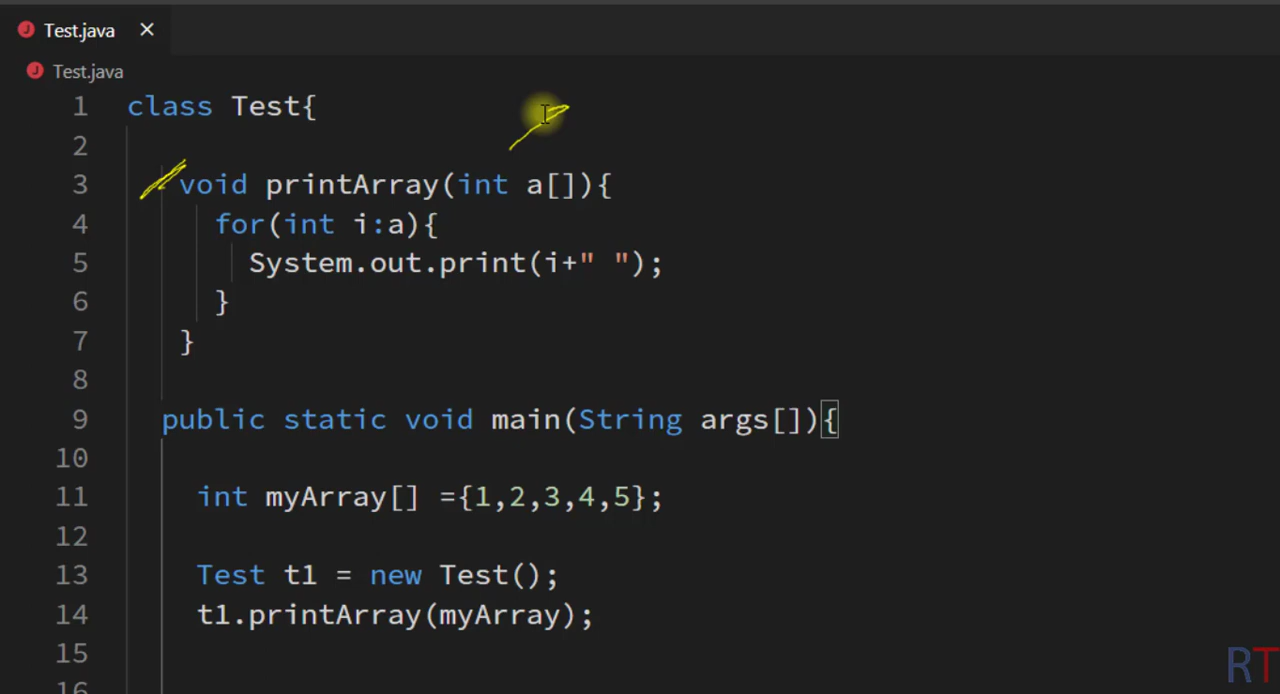 Test.java
Test.java
1 class Test{
2
3 void printArray(int a[]){
4 for(int i:a){
5 System.out.print(i+" ");
6 }
7 }
8
9 public static void main(String args[]){
10
11 int myArray[] ={1,2,3,4,5};
12
13 Test t1 = new Test();
14 t1.printArray(myArray);
15
16
RT